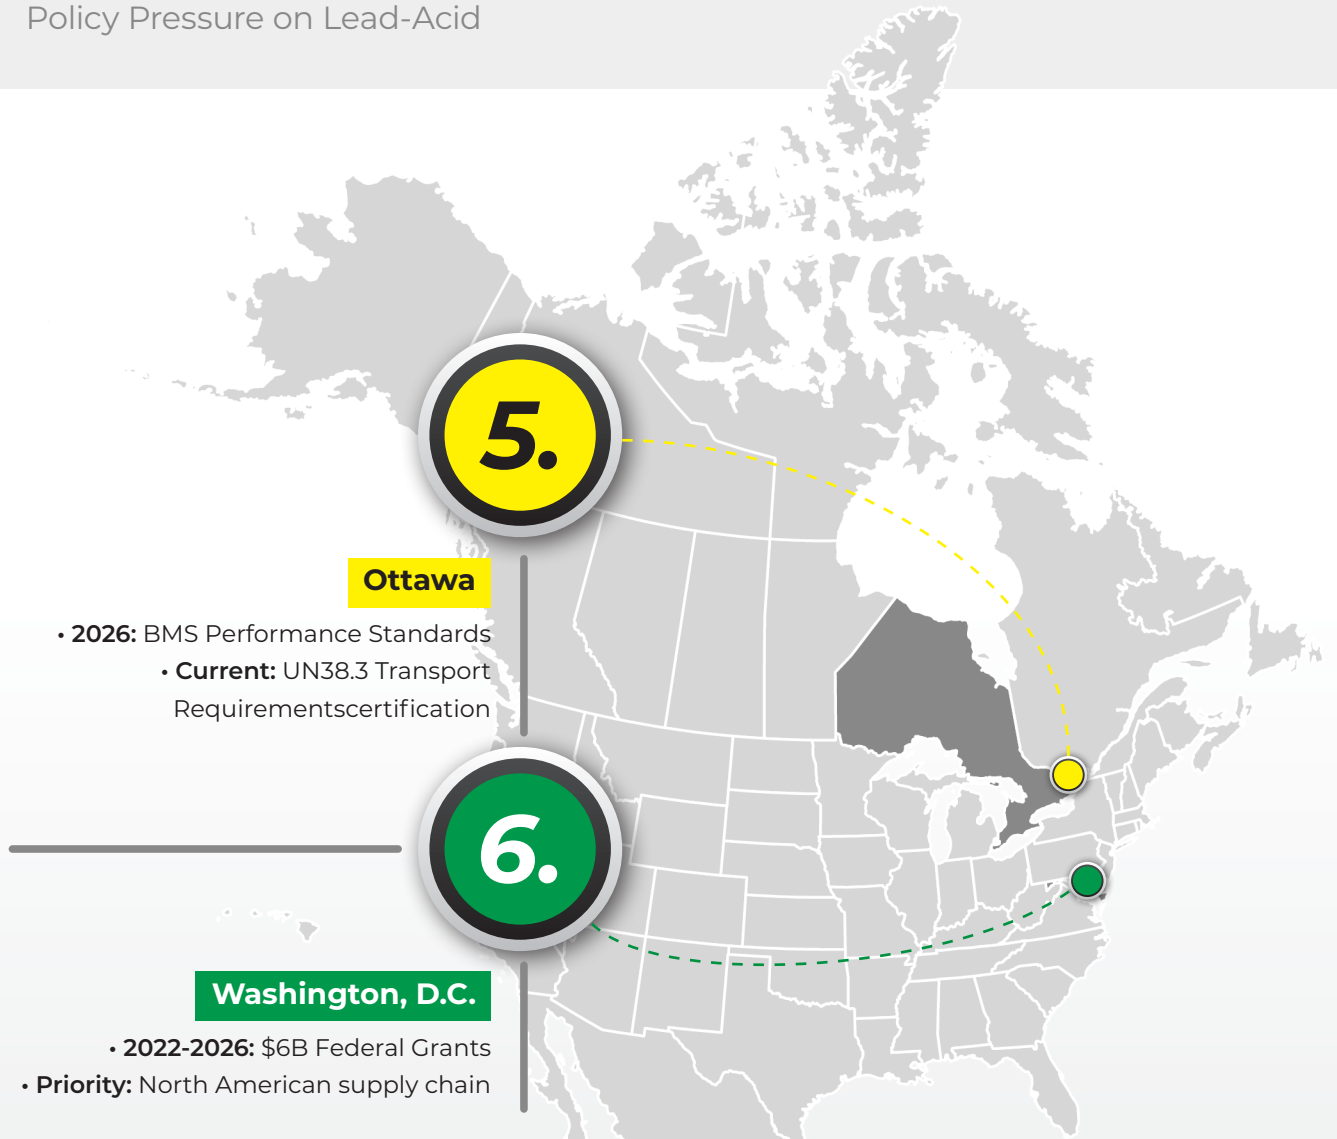 Policy Pressure on Lead-Acid
5.
Ottawa
• 2026: BMS Performance Standards
• Current: UN38.3 Transport
Requirementscertification
6.
Washington, D.C.
• 2022-2026: $6B Federal Grants
• Priority: North American supply chain